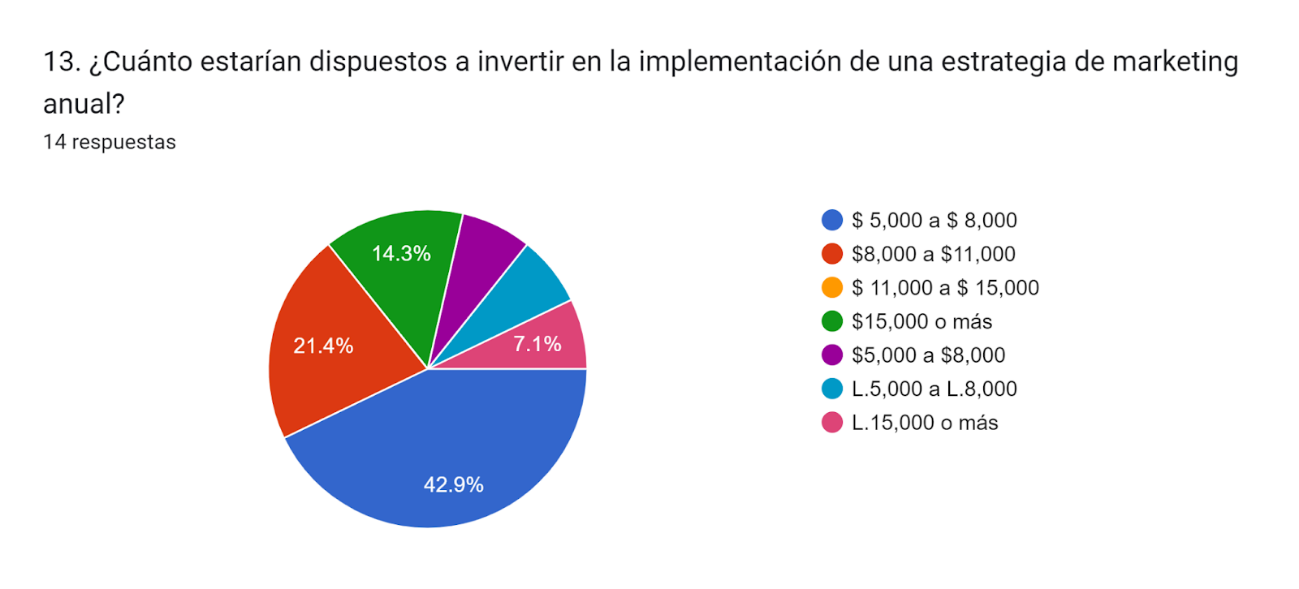 13. ¿Cuánto estarían dispuestos a invertir en la implementación de una estrategia de marketing
anual?
14 respuestas
14.3%
21.4%
7.1%
42.9%
$ 5,000 a $ 8,000
$8,000 a $11,000
$ 11,000 a $ 15,000
$15,000 o más
$5,000 a $8,000
L.5,000 a L.8,000
L.15,000 o más